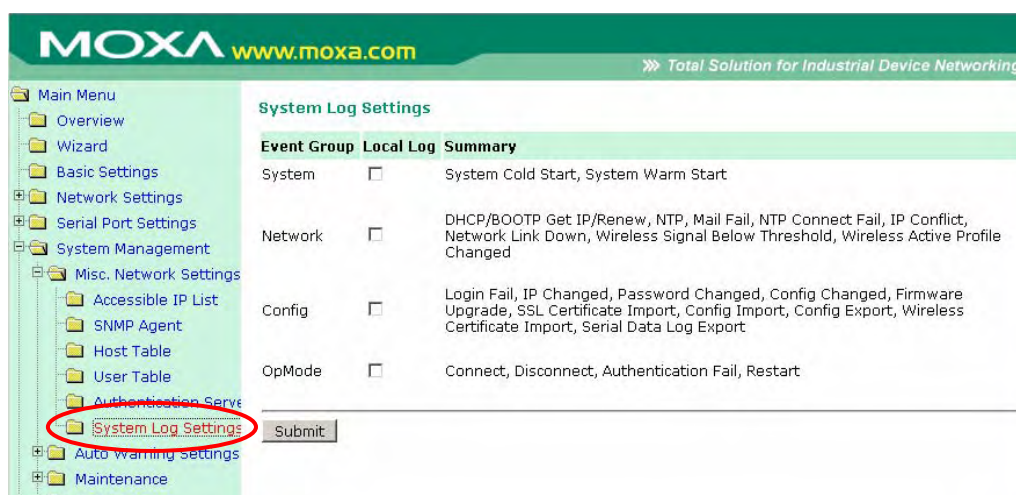 MOXA www.moxa.com
Total Solution for Industrial Device Networking
Main Menu
Overview
Wizard
Basic Settings
Network Settings
Serial Port Settings
System Management
Misc. Network Settings
Accessible IP List
SNMP Agent
Host Table
User Table
Authentication Serve
System Log Settings
Auto Warning Settings
Maintenance
System Log Settings
Event Group Local Log Summary
System System Cold Start, System Warm Start
Network DHCP/BOOTP Get IP/Renew, NTP, Mail Fail, NTP Connect Fail, IP Conflict,
Network Link Down, Wireless Signal Below Threshold, Wireless Active Profile
Changed
Config Login Fail, IP Changed, Password Changed, Config Changed, Firmware
Upgrade, SSL Certificate Import, Config Import, Config Export, Wireless
Certificate Import, Serial Data Log Export
OpMode Connect, Disconnect, Authentication Fail, Restart
Submit